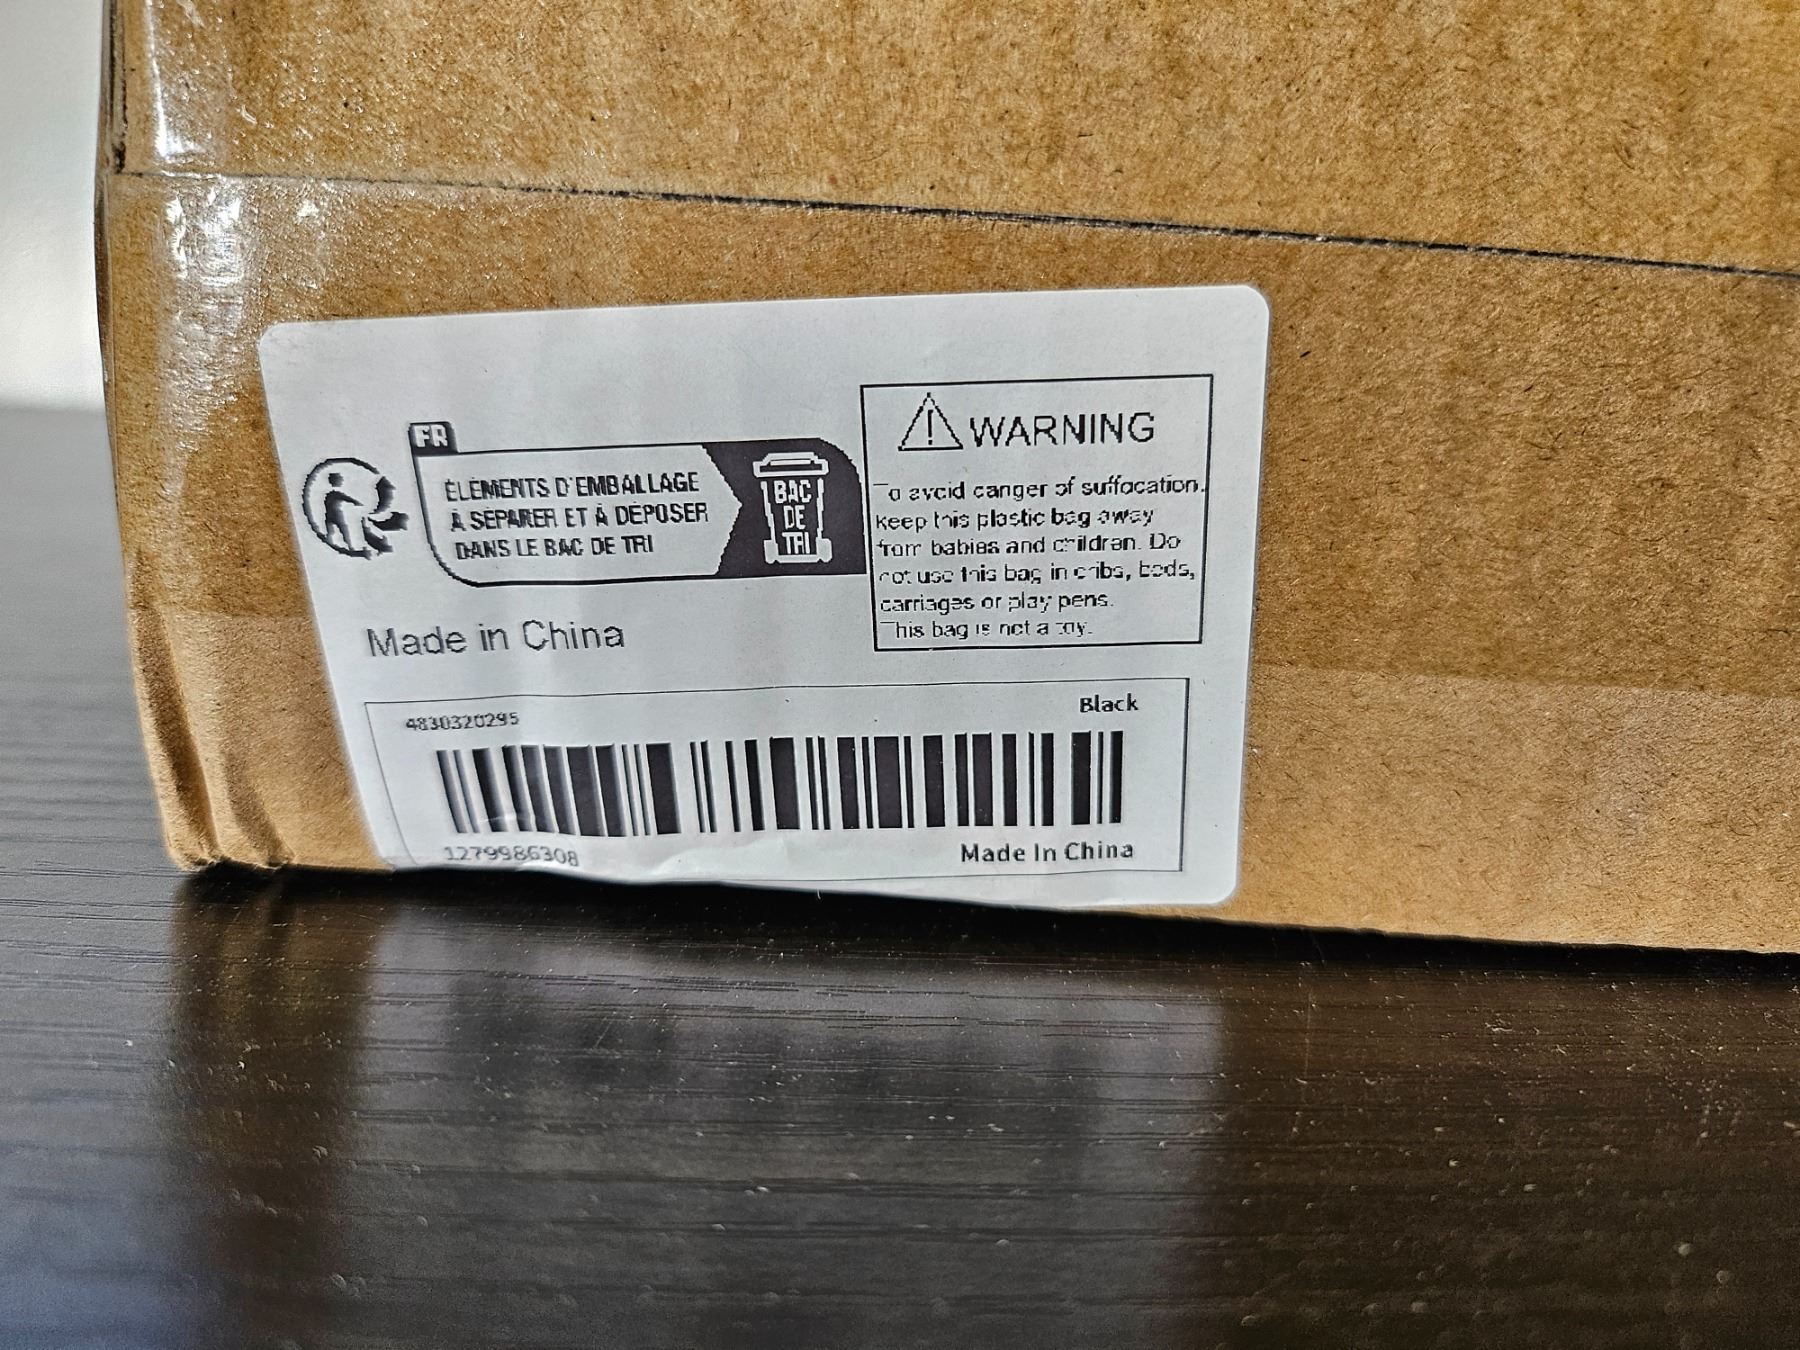 FR
ÉLÉMENTS D'EMBALLAGE
À SÉPARER ET À DÉPOSER
DANS LE BAC DE TRI
BAC
DE
TRI
WARNING
To avoid danger of suffocation.
keep this plastic bag away
from babies and children. Do
not use this bag in cribs, beds,
carriages or play pens.
This bag is not a toy.
Made in China
4830320295
Black
1279986308
Made In China